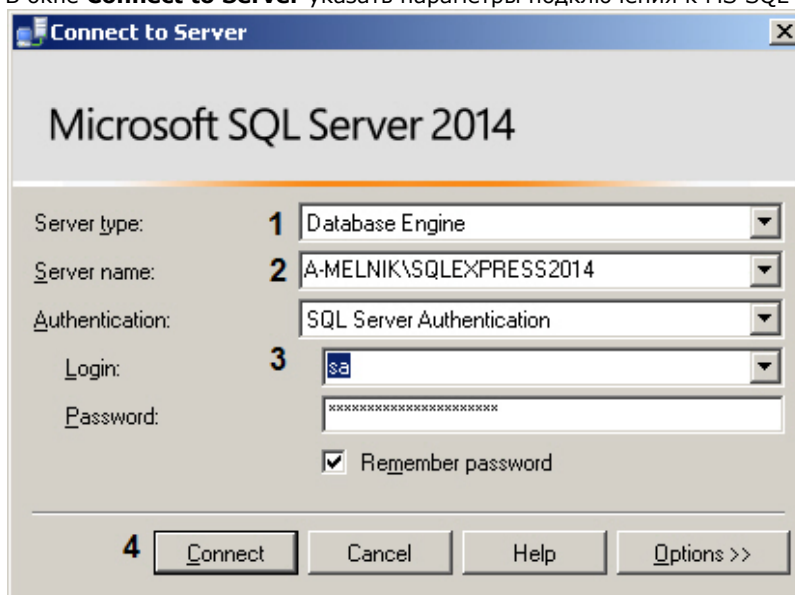 В окне Connect to Server указать параметры подключения к MS SQL
Connect to Server
Microsoft SQL Server 2014
Server type: 1 Database Engine
Server name: 2 A-MELNIK\SQLEXPRESS2014
Authentication: SQL Server Authentication
Login: 3 sa
Password: **********************
Remember password
4 Connect Cancel Help Options >>